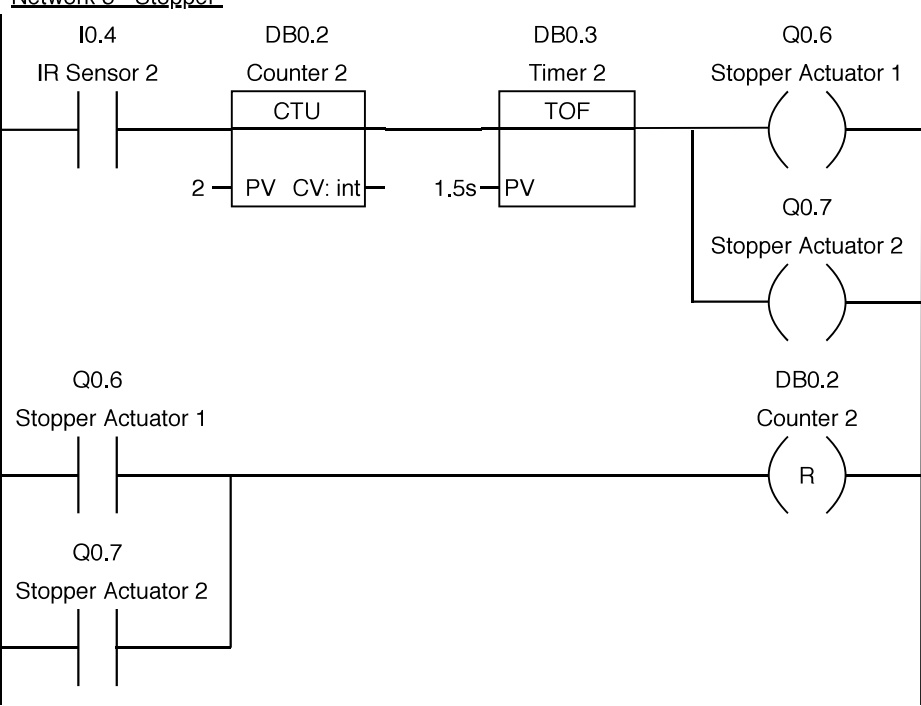 I0.4 DB0.2 DB0.3 Q0.6
IR Sensor 2 Counter 2 Timer 2 Stopper Actuator 1
CTU TOF
2 PV CV: int 1.5s PV
Q0.7
Stopper Actuator 2
Q0.6 DB0.2
Stopper Actuator 1 Counter 2
R
Q0.7
Stopper Actuator 2